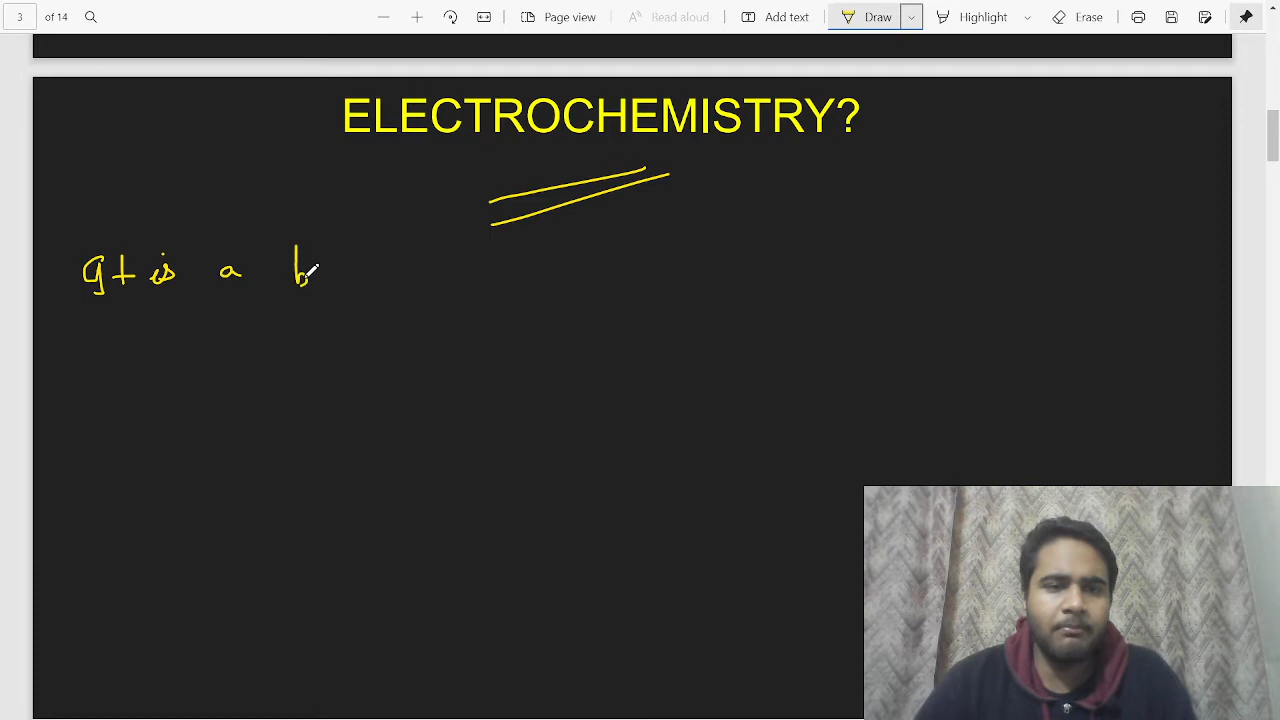 3 of 14 Page view Read aloud Add text Draw Highlight Erase
ELECTROCHEMISTRY?
It is a b